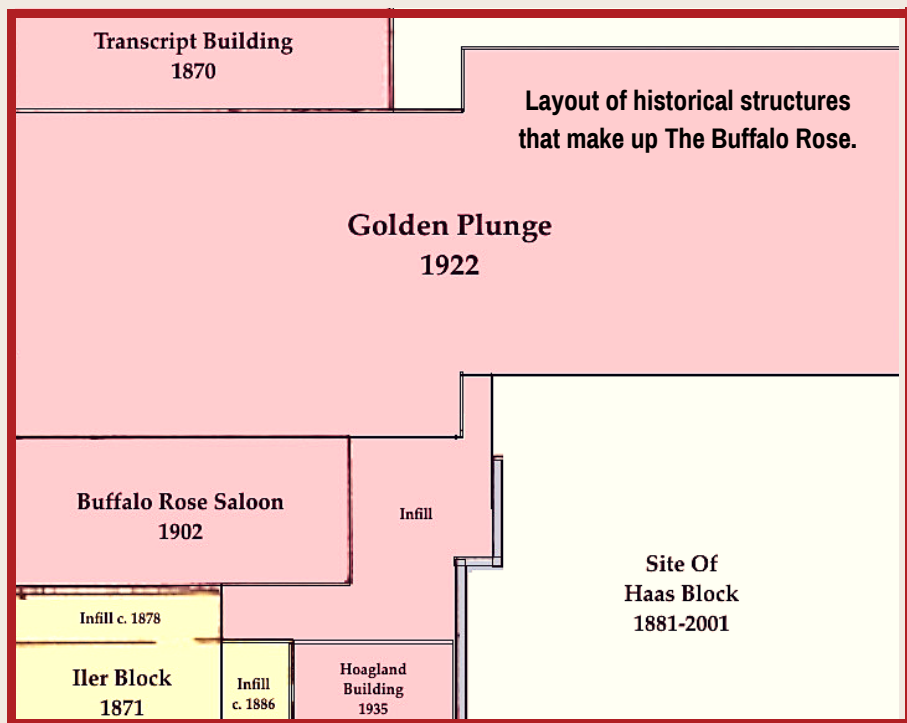 Transcript Building
1870
Layout of historical structures
that make up The Buffalo Rose.
Golden Plunge
1922
Buffalo Rose Saloon
1902
Infill
Site Of
Haas Block
1881-2001
Infill c. 1878
Iler Block
1871
Infill
c. 1886
Hoagland
Building
1935